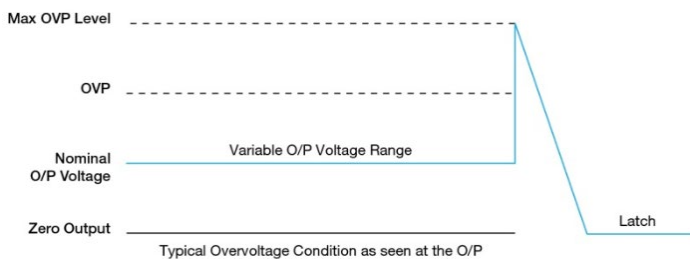 Max OVP Level
OVP
Variable O/P Voltage Range
Nominal
O/P Voltage
Latch
Zero Output
Typical Overvoltage Condition as seen at the O/P